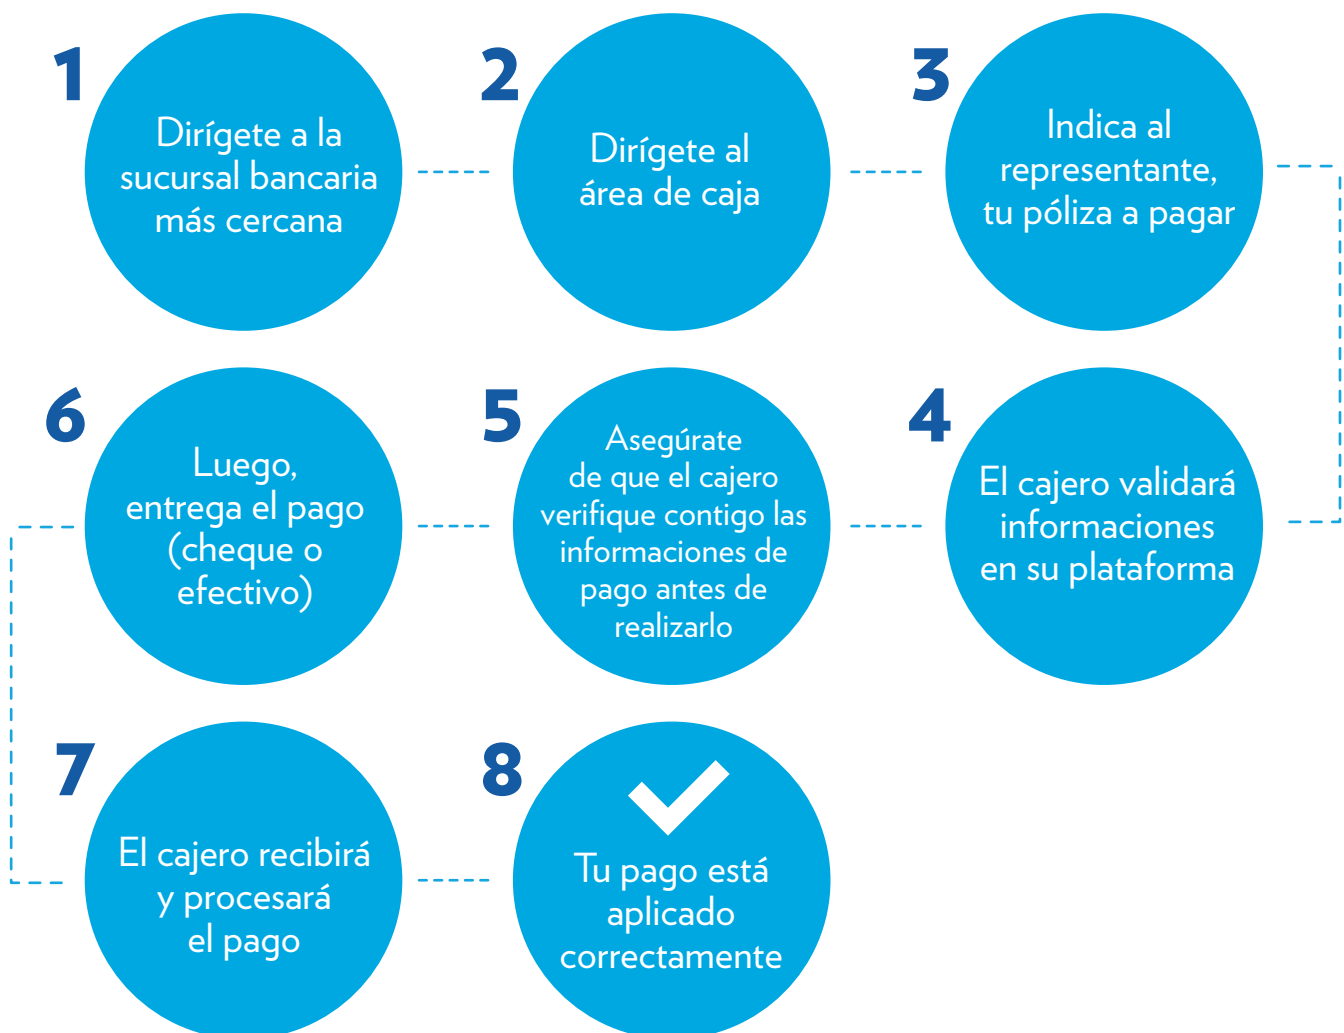 1
Dirígete a la
sucursal bancaria
más cercana
2
Dirígete al
área de caja
3
Indica al
representante,
tu póliza a pagar
4
El cajero validará
informaciones
en su plataforma
5
Asegúrate
de que el cajero
verifique contigo las
informaciones de
pago antes de
realizarlo
6
Luego,
entrega el pago
(cheque o
efectivo)
7
El cajero recibirá
y procesará
el pago
8
Tu pago está
aplicado
correctamente